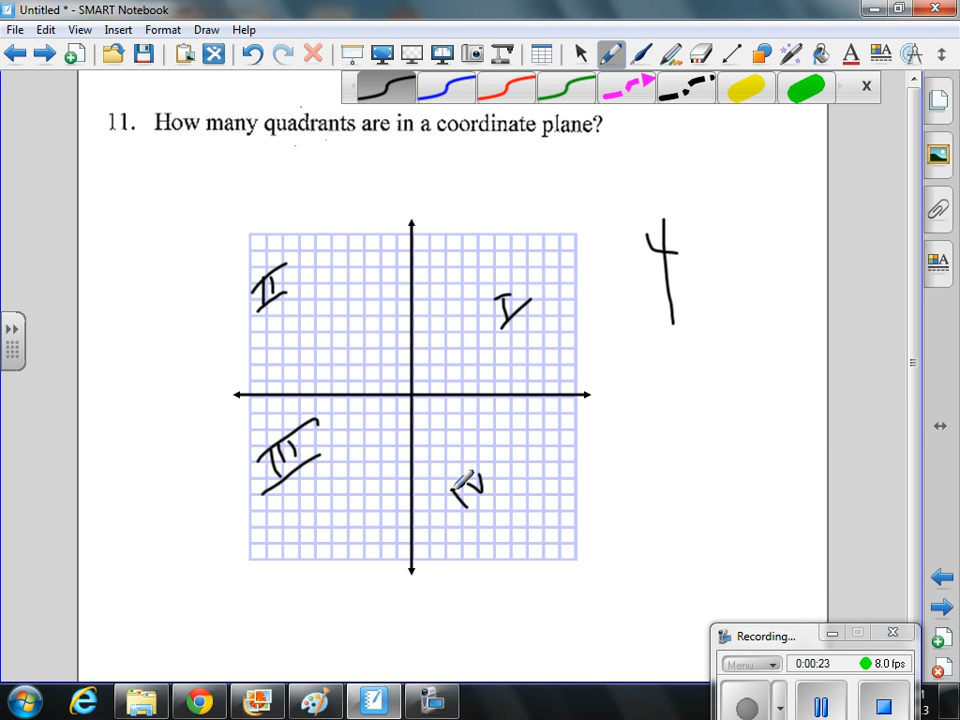 Untitled * - SMART Notebook
File Edit View Insert Format Draw Help
x
11. How many quadrants are in a coordinate plane?
4
II
I
III
IV
Recording...
Menu
0:00:23
8.0 fps